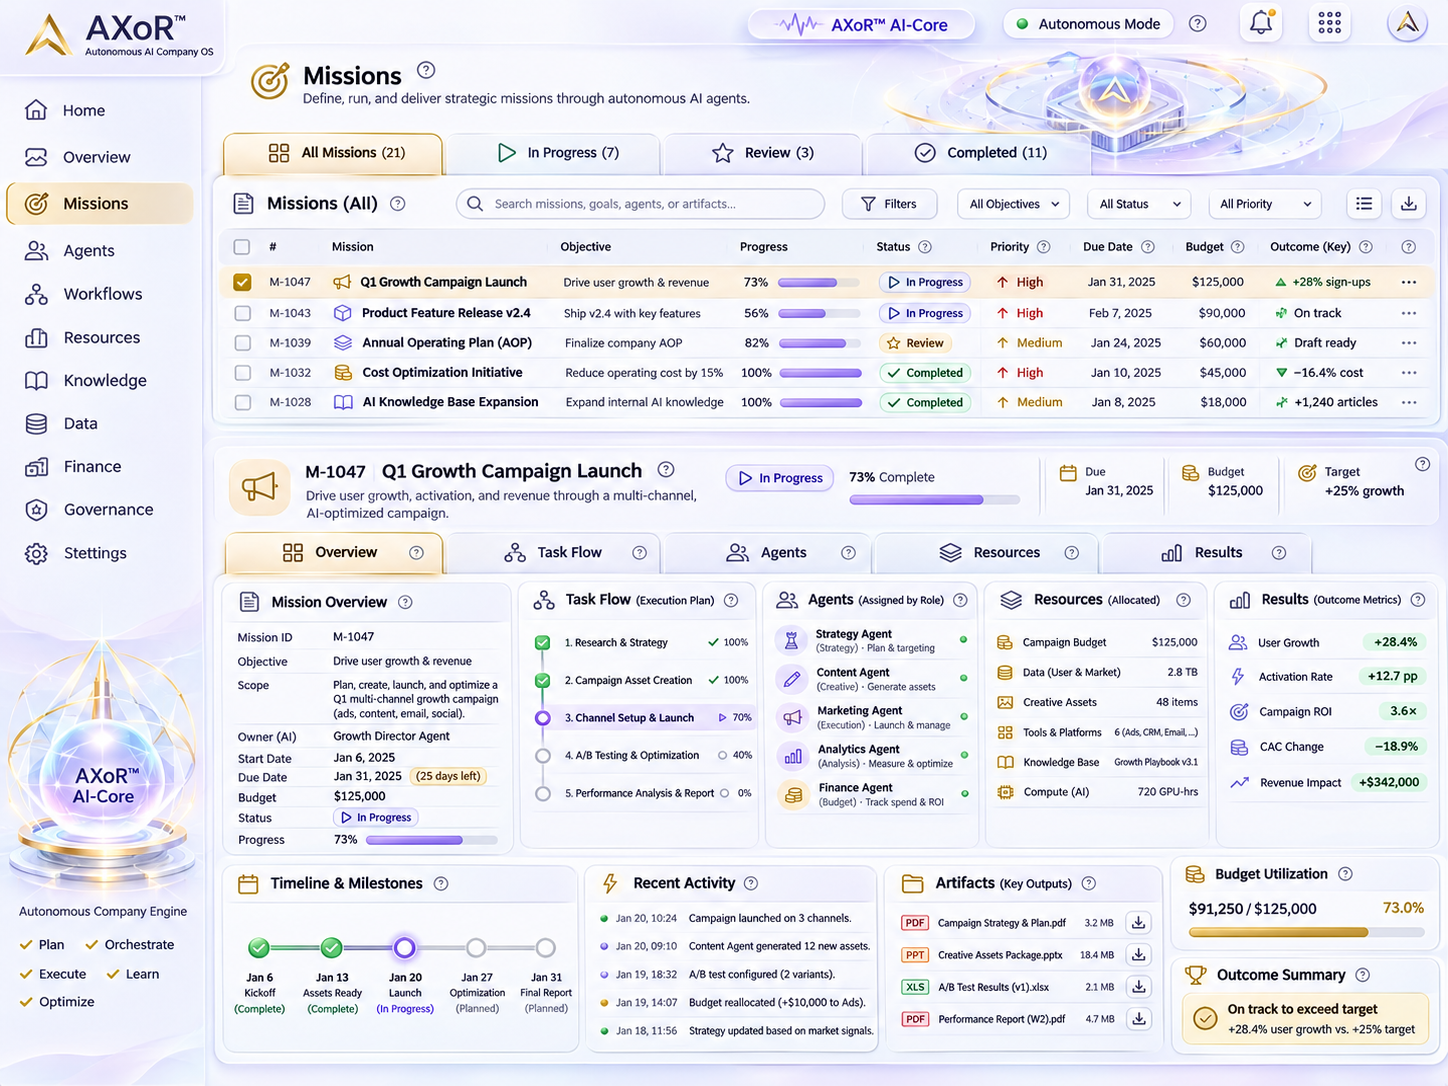 AXoR™
Autonomous AI Company OS
AXoR™ AI-Core
Autonomous Mode
Home
Overview
Missions
Agents
Workflows
Resources
Knowledge
Data
Finance
Governance
Stettings
AXoR™
AI-Core
Autonomous Company Engine
Plan
Orchestrate
Execute
Learn
Optimize
Missions
Define, run, and deliver strategic missions through autonomous AI agents.
All Missions (21)
In Progress (7)
Review (3)
Completed (11)
Missions (All)
Search missions, goals, agents, or artifacts...
Filters
All Objectives
All Status
All Priority
# Mission Objective Progress Status Priority Due Date Budget Outcome (Key)
M-1047 Q1 Growth Campaign Launch Drive user growth & revenue 73% In Progress High Jan 31, 2025 $125,000 +28% sign-ups
M-1043 Product Feature Release v2.4 Ship v2.4 with key features 56% In Progress High Feb 7, 2025 $90,000 On track
M-1039 Annual Operating Plan (AOP) Finalize company AOP 82% Review Medium Jan 24, 2025 $60,000 Draft ready
M-1032 Cost Optimization Initiative Reduce operating cost by 15% 100% Completed High Jan 10, 2025 $45,000 −16.4% cost
M-1028 AI Knowledge Base Expansion Expand internal AI knowledge 100% Completed Medium Jan 8, 2025 $18,000 +1,240 articles
M-1047 Q1 Growth Campaign Launch
Drive user growth, activation, and revenue through a multi-channel,
AI-optimized campaign.
In Progress
73% Complete
Due
Jan 31, 2025
Budget
$125,000
Target
+25% growth
Overview
Task Flow
Agents
Resources
Results
Mission Overview
Mission ID M-1047
Objective Drive user growth & revenue
Scope Plan, create, launch, and optimize a
Q1 multi-channel growth campaign
(ads, content, email, social).
Owner (AI) Growth Director Agent
Start Date Jan 6, 2025
Due Date Jan 31, 2025 (25 days left)
Budget $125,000
Status In Progress
Progress 73%
Task Flow (Execution Plan)
1. Research & Strategy 100%
2. Campaign Asset Creation 100%
3. Channel Setup & Launch 70%
4. A/B Testing & Optimization 40%
5. Performance Analysis & Report 0%
Agents (Assigned by Role)
Strategy Agent
(Strategy) · Plan & targeting
Content Agent
(Creative) · Generate assets
Marketing Agent
(Execution) · Launch & manage
Analytics Agent
(Analysis) · Measure & optimize
Finance Agent
(Budget) · Track spend & ROI
Resources (Allocated)
Campaign Budget $125,000
Data (User & Market) 2.8 TB
Creative Assets 48 items
Tools & Platforms 6 (Ads, CRM, Email, ...)
Knowledge Base Growth Playbook v3.1
Compute (AI) 720 GPU-hrs
Results (Outcome Metrics)
User Growth +28.4%
Activation Rate +12.7 pp
Campaign ROI 3.6×
CAC Change −18.9%
Revenue Impact +$342,000
Timeline & Milestones
Jan 6
Kickoff
(Complete)
Jan 13
Assets Ready
(Complete)
Jan 20
Launch
(In Progress)
Jan 27
Optimization
(Planned)
Jan 31
Final Report
(Planned)
Recent Activity
Jan 20, 10:24 Campaign launched on 3 channels.
Jan 20, 09:10 Content Agent generated 12 new assets.
Jan 19, 18:32 A/B test configured (2 variants).
Jan 19, 14:07 Budget reallocated (+$10,000 to Ads).
Jan 18, 11:56 Strategy updated based on market signals.
Artifacts (Key Outputs)
PDF Campaign Strategy & Plan.pdf 3.2 MB
PPT Creative Assets Package.pptx 18.4 MB
XLS A/B Test Results (v1).xlsx 2.1 MB
PDF Performance Report (W2).pdf 4.7 MB
Budget Utilization
$91,250 / $125,000 73.0%
Outcome Summary
On track to exceed target
+28.4% user growth vs. +25% target